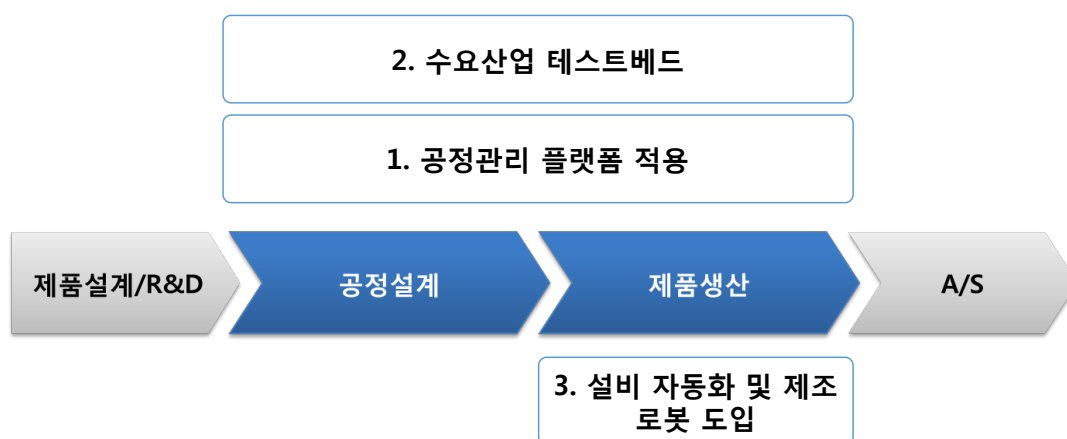 2. 수요산업 테스트베드
1. 공정관리 플랫폼 적용
제품설계/R&D
공정설계
제품생산
A/S
3. 설비 자동화 및 제조
로봇 도입